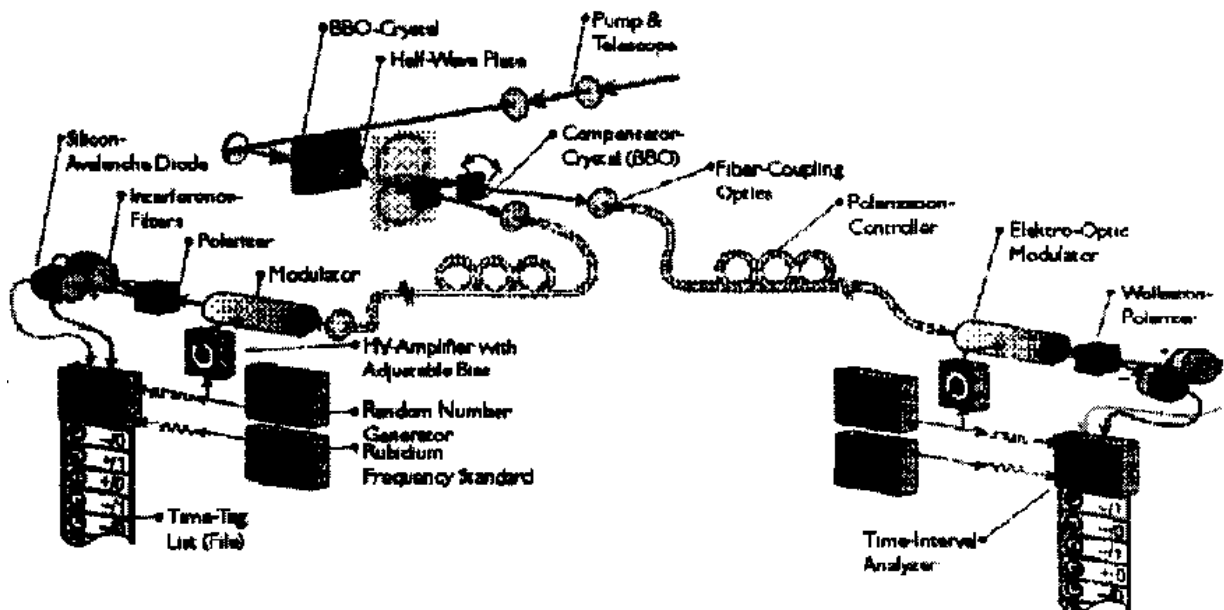 BBO-Crystal
Half-Wave Plate
Pump &
Telescope
Silicon-
Avalanche Diode
Interference-
Filters
Polarizer
Modulator
Compensator-
Crystal (BBO)
Fiber-Coupling
Optics
Polarization-
Controller
Elektro-Optic
Modulator
Wollaston-
Polarizer
HV-Amplifier with
Adjustable Bias
Random Number
Generator
Rubidium
Frequency Standard
Time-Tag
List (File)
Time-Interval
Analyzer